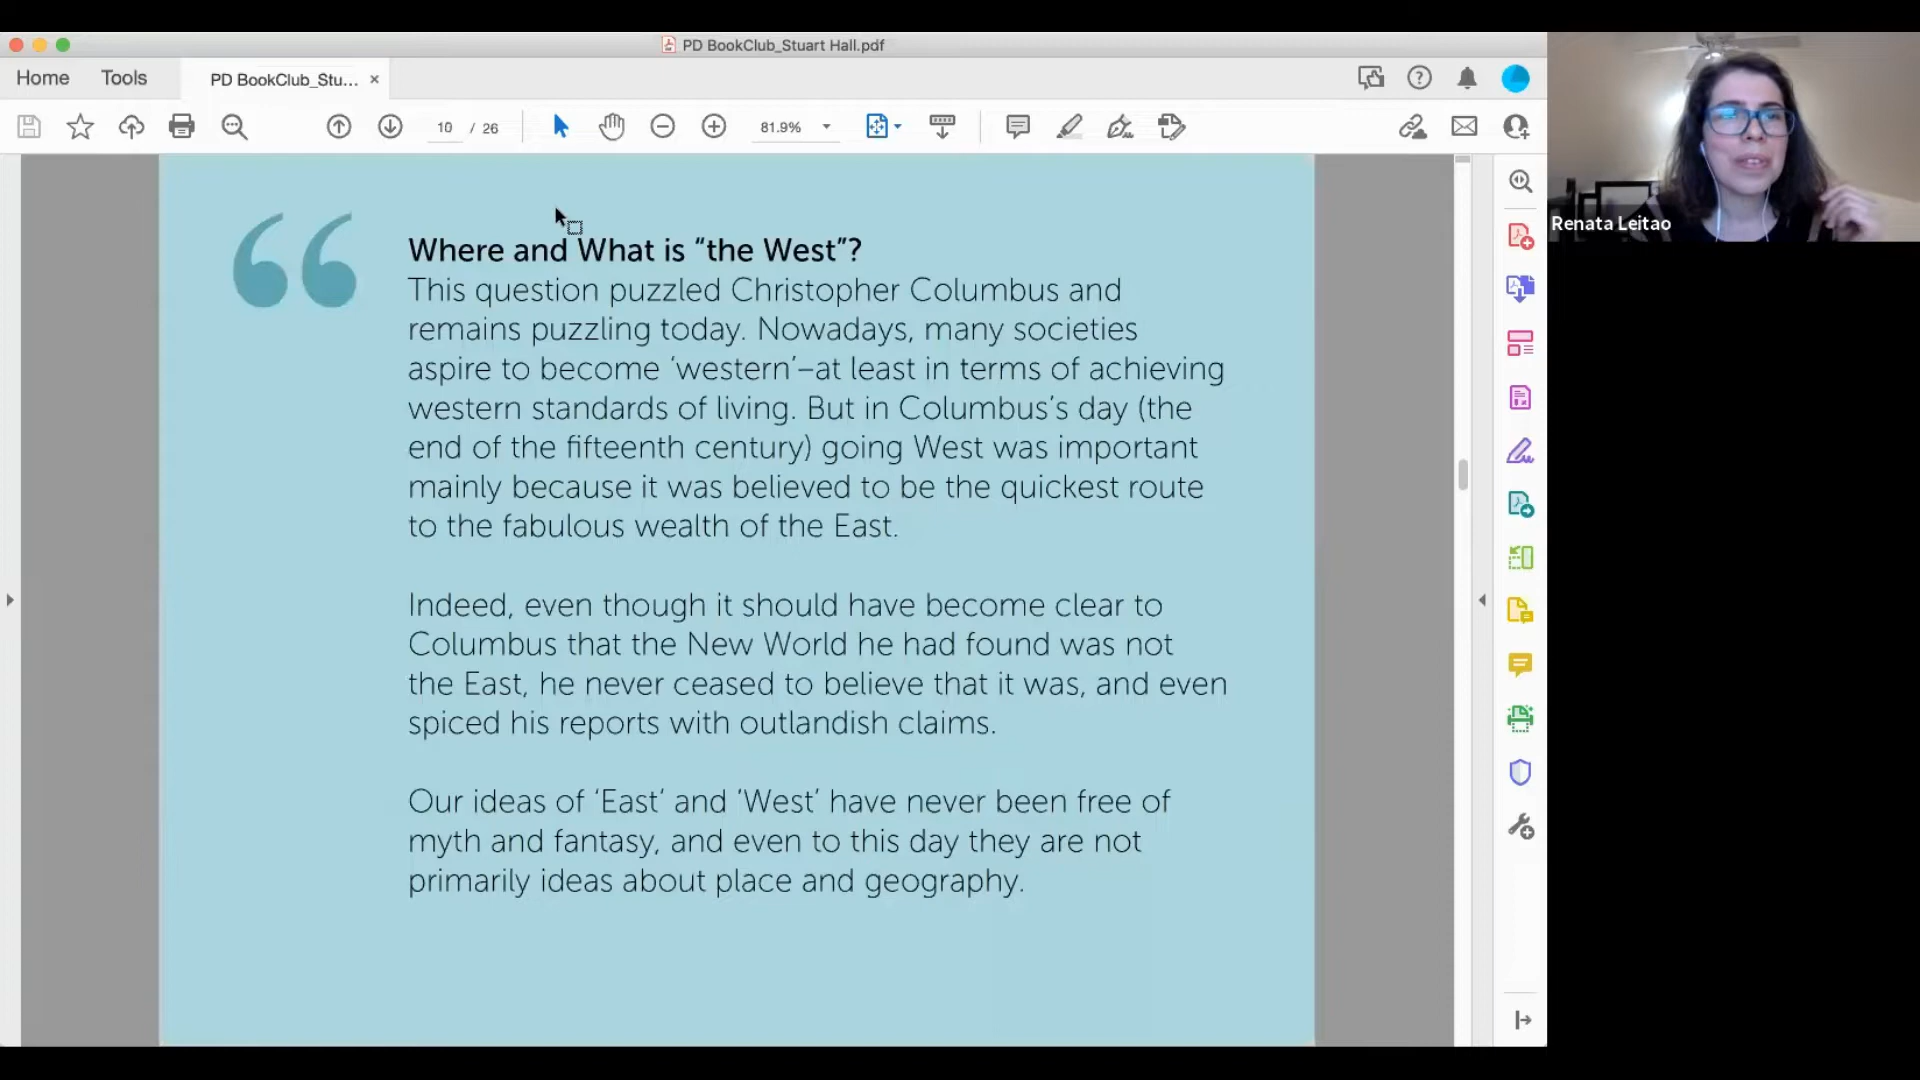 PD BookClub_Stuart Hall.pdf
Home
Tools
PD BookClub_Stu...
10 / 26
81.9%
Renata Leitao
Where and What is “the West”?
This question puzzled Christopher Columbus and
remains puzzling today. Nowadays, many societies
aspire to become ‘western’–at least in terms of achieving
western standards of living. But in Columbus’s day (the
end of the fifteenth century) going West was important
mainly because it was believed to be the quickest route
to the fabulous wealth of the East.
Indeed, even though it should have become clear to
Columbus that the New World he had found was not
the East, he never ceased to believe that it was, and even
spiced his reports with outlandish claims.
Our ideas of ‘East’ and ‘West’ have never been free of
myth and fantasy, and even to this day they are not
primarily ideas about place and geography.